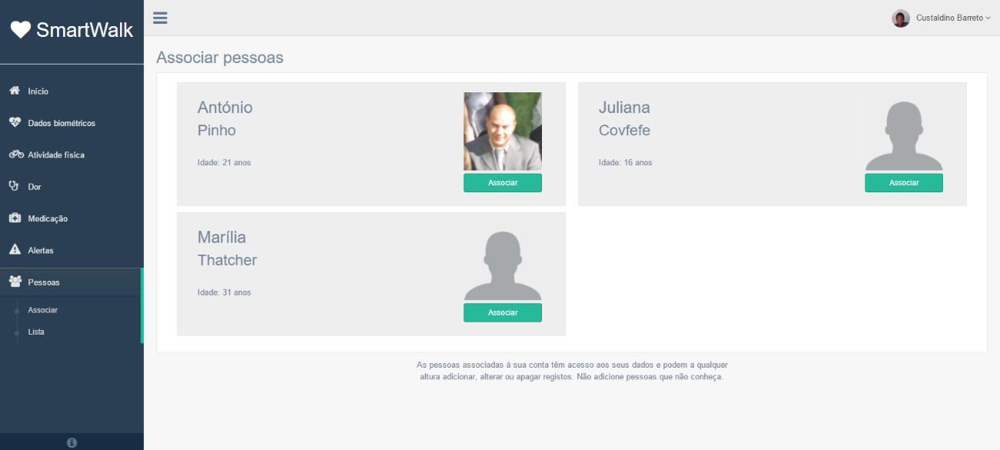 SmartWalk
Custaldino Barreto
Início
Dados biométricos
Atividade física
Dor
Medicação
Alertas
Pessoas
Associar
Lista
Associar pessoas
António
Pinho
Idade: 21 anos
Associar
Juliana
Covfefe
Idade: 16 anos
Associar
Marília
Thatcher
Idade: 31 anos
Associar
As pessoas associadas á sua conta têm acesso aos seus dados e podem a qualquer
altura adicionar, alterar ou apagar registos. Não adicione pessoas que não conheça.